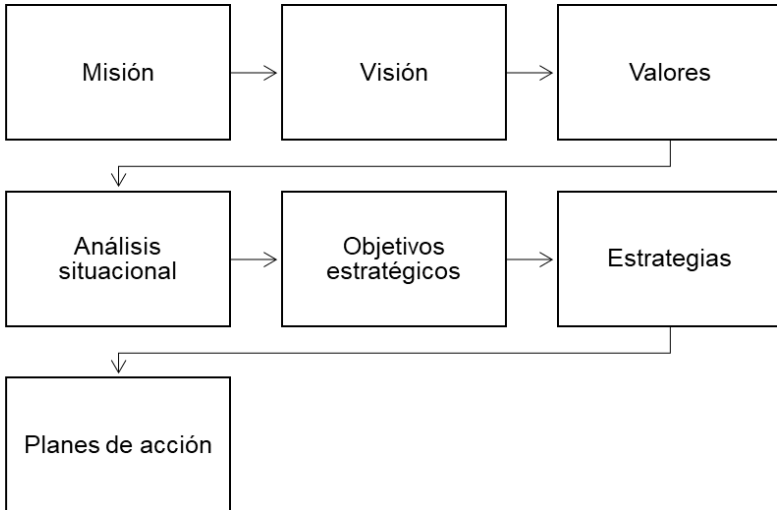 Misión
Visión
Valores
Análisis
situacional
Objetivos
estratégicos
Estrategias
Planes de acción